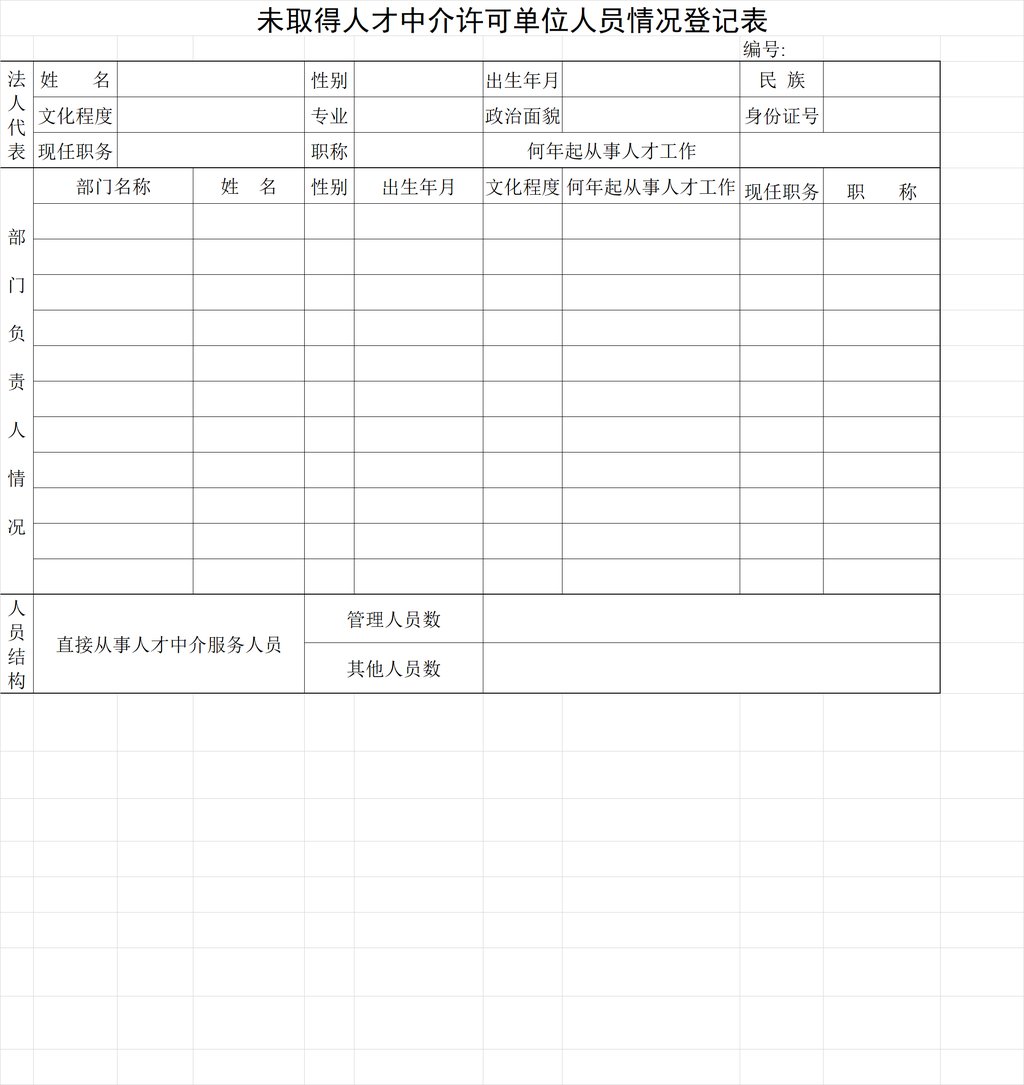 未取得人才中介许可单位人员情况登记表
编号:
法人代表
姓 名 性别 出生年月 民 族
文化程度 专业 政治面貌 身份证号
现任职务 职称 何年起从事人才工作
部门负责人情况
部门名称 姓 名 性别 出生年月 文化程度 何年起从事人才工作 现任职务 职 称
人员结构
直接从事人才中介服务人员
管理人员数
其他人员数